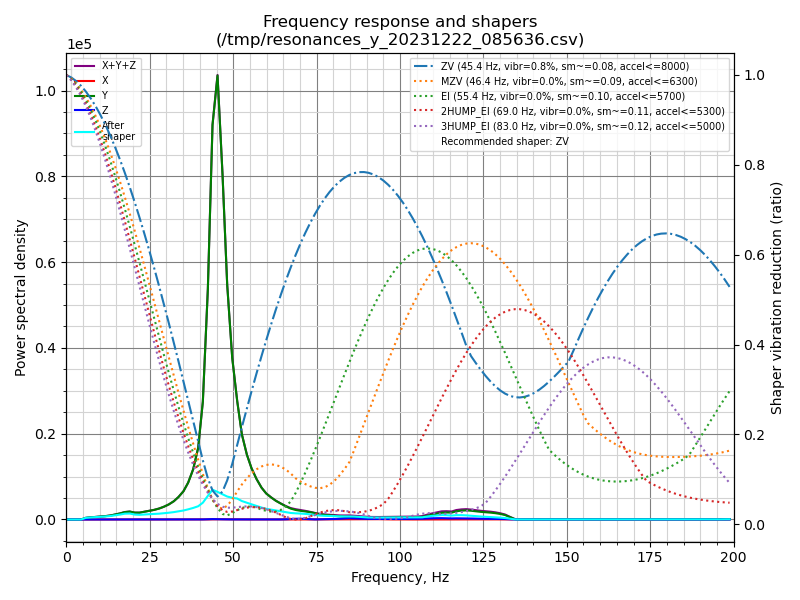 Frequency response and shapers
(/tmp/resonances_y_20231222_085636.csv)
1e5
X+Y+Z
X
Y
Z
After
shaper
ZV (45.4 Hz, vibr=0.8%, sm~=0.08, accel<=8000)
MZV (46.4 Hz, vibr=0.0%, sm~=0.09, accel<=6300)
EI (55.4 Hz, vibr=0.0%, sm~=0.10, accel<=5700)
2HUMP_EI (69.0 Hz, vibr=0.0%, sm~=0.11, accel<=5300)
3HUMP_EI (83.0 Hz, vibr=0.0%, sm~=0.12, accel<=5000)
Recommended shaper: ZV
Power spectral density
1.0
0.8
0.6
0.4
0.2
0.0
1.0
0.8
0.6
0.4
0.2
0.0
Shaper vibration reduction (ratio)
0 25 50 75 100 125 150 175 200
Frequency, Hz